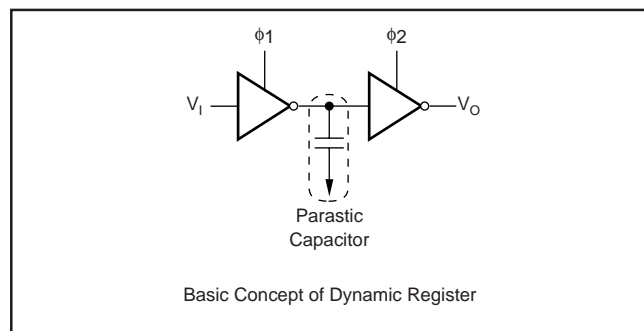 ϕ1
ϕ2
V_I
V_O
Parastic
Capacitor
Basic Concept of Dynamic Register